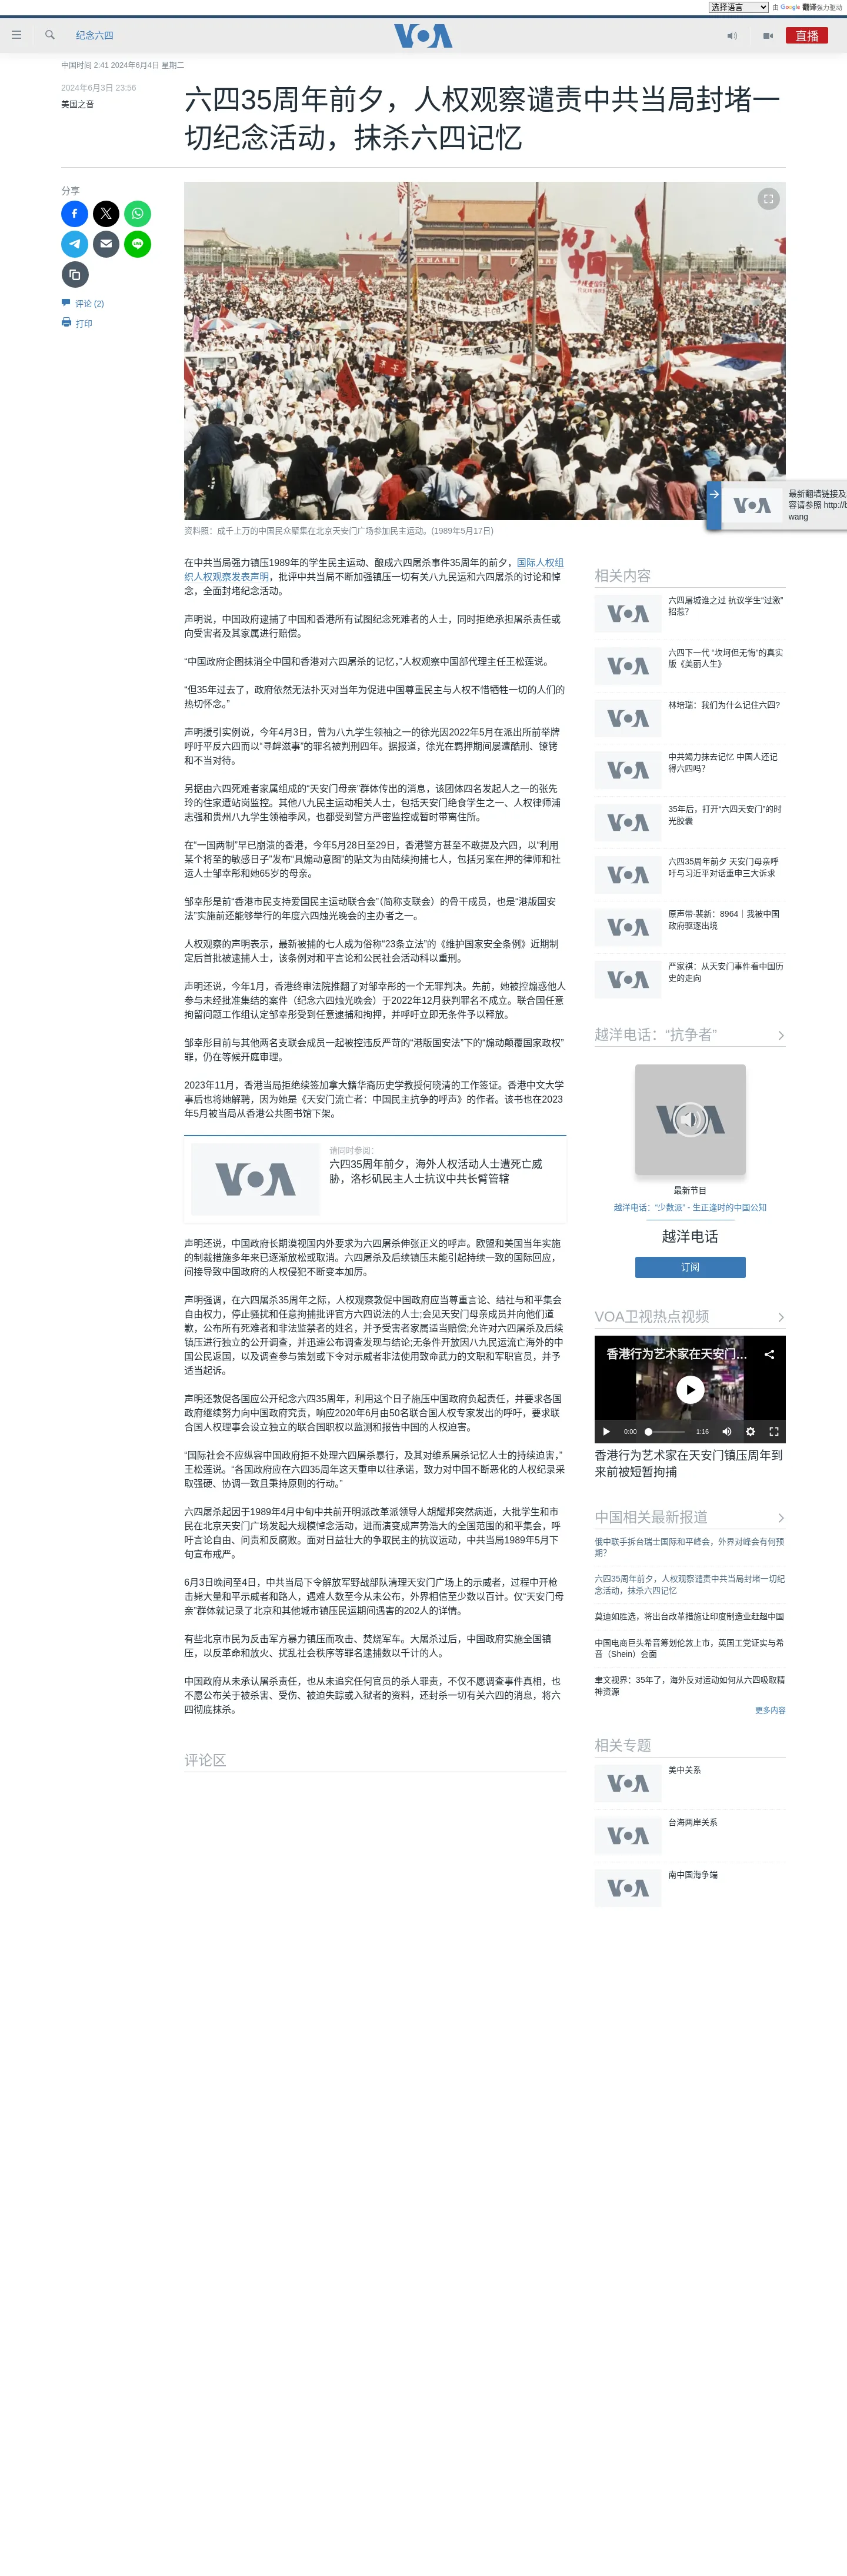 选择语言
由 Google 翻译强力驱动
纪念六四
VOA
直播
中国时间 2:41 2024年6月4日 星期二
2024年6月3日 23:56
美国之音
六四35周年前夕，人权观察谴责中共当局封堵一
切纪念活动，抹杀六四记忆
分享
评论 (2)
打印
为了
中国
资料照：成千上万的中国民众聚集在北京天安门广场参加民主运动。(1989年5月17日)
最新翻墙链接及
容请参照 http://b
wang
在中共当局强力镇压1989年的学生民主运动、酿成六四屠杀事件35周年的前夕，国际人权组
织人权观察发表声明，批评中共当局不断加强镇压一切有关八九民运和六四屠杀的讨论和悼
念，全面封堵纪念活动。
声明说，中国政府逮捕了中国和香港所有试图纪念死难者的人士，同时拒绝承担屠杀责任或
向受害者及其家属进行赔偿。
“中国政府企图抹消全中国和香港对六四屠杀的记忆，”人权观察中国部代理主任王松莲说。
“但35年过去了，政府依然无法扑灭对当年为促进中国尊重民主与人权不惜牺牲一切的人们的
热切怀念。”
声明援引实例说，今年4月3日，曾为八九学生领袖之一的徐光因2022年5月在派出所前举牌
呼吁平反六四而以“寻衅滋事”的罪名被判刑四年。据报道，徐光在羁押期间屡遭酷刑、镣铐
和不当对待。
另据由六四死难者家属组成的“天安门母亲”群体传出的消息，该团体四名发起人之一的张先
玲的住家遭站岗监控。其他八九民主运动相关人士，包括天安门绝食学生之一、人权律师浦
志强和贵州八九学生领袖季风，也都受到警方严密监控或暂时带离住所。
在“一国两制”早已崩溃的香港，今年5月28日至29日，香港警方甚至不敢提及六四，以“利用
某个将至的敏感日子”发布“具煽动意图”的贴文为由陆续拘捕七人，包括另案在押的律师和社
运人士邹幸彤和她65岁的母亲。
邹幸彤是前“香港市民支持爱国民主运动联合会”（简称支联会）的骨干成员，也是“港版国安
法”实施前还能够举行的年度六四烛光晚会的主办者之一。
人权观察的声明表示，最新被捕的七人成为俗称“23条立法”的《维护国家安全条例》近期制
定后首批被逮捕人士，该条例对和平言论和公民社会活动科以重刑。
声明还说，今年1月，香港终审法院推翻了对邹幸彤的一个无罪判决。先前，她被控煽惑他人
参与未经批准集结的案件（纪念六四烛光晚会）于2022年12月获判罪名不成立。联合国任意
拘留问题工作组认定邹幸彤受到任意逮捕和拘押，并呼吁立即无条件予以释放。
邹幸彤目前与其他两名支联会成员一起被控违反严苛的“港版国安法”下的“煽动颠覆国家政权”
罪，仍在等候开庭审理。
2023年11月，香港当局拒绝续签加拿大籍华裔历史学教授何晓清的工作签证。香港中文大学
事后也将她解聘，因为她是《天安门流亡者：中国民主抗争的呼声》的作者。该书也在2023
年5月被当局从香港公共图书馆下架。
VOA
请同时参阅：
六四35周年前夕，海外人权活动人士遭死亡威
胁，洛杉矶民主人士抗议中共长臂管辖
声明还说，中国政府长期漠视国内外要求为六四屠杀伸张正义的呼声。欧盟和美国当年实施
的制裁措施多年来已逐渐放松或取消。六四屠杀及后续镇压未能引起持续一致的国际回应，
间接导致中国政府的人权侵犯不断变本加厉。
声明强调，在六四屠杀35周年之际，人权观察敦促中国政府应当尊重言论、结社与和平集会
自由权力，停止骚扰和任意拘捕批评官方六四说法的人士;会见天安门母亲成员并向他们道
歉，公布所有死难者和非法监禁者的姓名，并予受害者家属适当赔偿;允许对六四屠杀及后续
镇压进行独立的公开调查，并迅速公布调查发现与结论;无条件开放因八九民运流亡海外的中
国公民返国，以及调查参与策划或下令对示威者非法使用致命武力的文职和军职官员，并予
适当起诉。
声明还敦促各国应公开纪念六四35周年，利用这个日子施压中国政府负起责任，并要求各国
政府继续努力向中国政府究责，响应2020年6月由50名联合国人权专家发出的呼吁，要求联
合国人权理事会设立独立的联合国职权以监测和报告中国的人权迫害。
“国际社会不应纵容中国政府拒不处理六四屠杀暴行，及其对维系屠杀记忆人士的持续迫害，”
王松莲说。“各国政府应在六四35周年这天重申以往承诺，致力对中国不断恶化的人权纪录采
取强硬、协调一致且秉持原则的行动。”
六四屠杀起因于1989年4月中旬中共前开明派改革派领导人胡耀邦突然病逝，大批学生和市
民在北京天安门广场发起大规模悼念活动，进而演变成声势浩大的全国范围的和平集会，呼
吁言论自由、问责和反腐败。面对日益壮大的争取民主的抗议运动，中共当局1989年5月下
旬宣布戒严。
6月3日晚间至4日，中共当局下令解放军野战部队清理天安门广场上的示威者，过程中开枪
击毙大量和平示威者和路人，遇难人数至今从未公布，外界相信至少数以百计。仅“天安门母
亲”群体就记录了北京和其他城市镇压民运期间遇害的202人的详情。
有些北京市民为反击军方暴力镇压而攻击、焚烧军车。大屠杀过后，中国政府实施全国镇
压，以反革命和放火、扰乱社会秩序等罪名逮捕数以千计的人。
中国政府从未承认屠杀责任，也从未追究任何官员的杀人罪责，不仅不愿调查事件真相，也
不愿公布关于被杀害、受伤、被迫失踪或入狱者的资料，还封杀一切有关六四的消息，将六
四彻底抹杀。
评论区
相关内容
六四屠城谁之过 抗议学生“过激”
招惹？
六四下一代 “坎坷但无悔”的真实
版《美丽人生》
林培瑞：我们为什么记住六四?
中共竭力抹去记忆 中国人还记
得六四吗?
35年后，打开“六四天安门”的时
光胶囊
六四35周年前夕 天安门母亲呼
吁与习近平对话重申三大诉求
原声带·裴新：8964︱我被中国
政府驱逐出境
严家祺：从天安门事件看中国历
史的走向
越洋电话：“抗争者”
最新节目
越洋电话：“少数派” - 生正逢时的中国公知
越洋电话
订阅
VOA卫视热点视频
香港行为艺术家在天安门…
0:00
1:16
香港行为艺术家在天安门镇压周年到
来前被短暂拘捕
中国相关最新报道
俄中联手拆台瑞士国际和平峰会，外界对峰会有何预
期？
六四35周年前夕，人权观察谴责中共当局封堵一切纪
念活动，抹杀六四记忆
莫迪如胜选，将出台改革措施让印度制造业赶超中国
中国电商巨头希音筹划伦敦上市，英国工党证实与希
音（Shein）会面
聿文视界：35年了，海外反对运动如何从六四吸取精
神资源
更多内容
相关专题
美中关系
台海两岸关系
南中国海争端